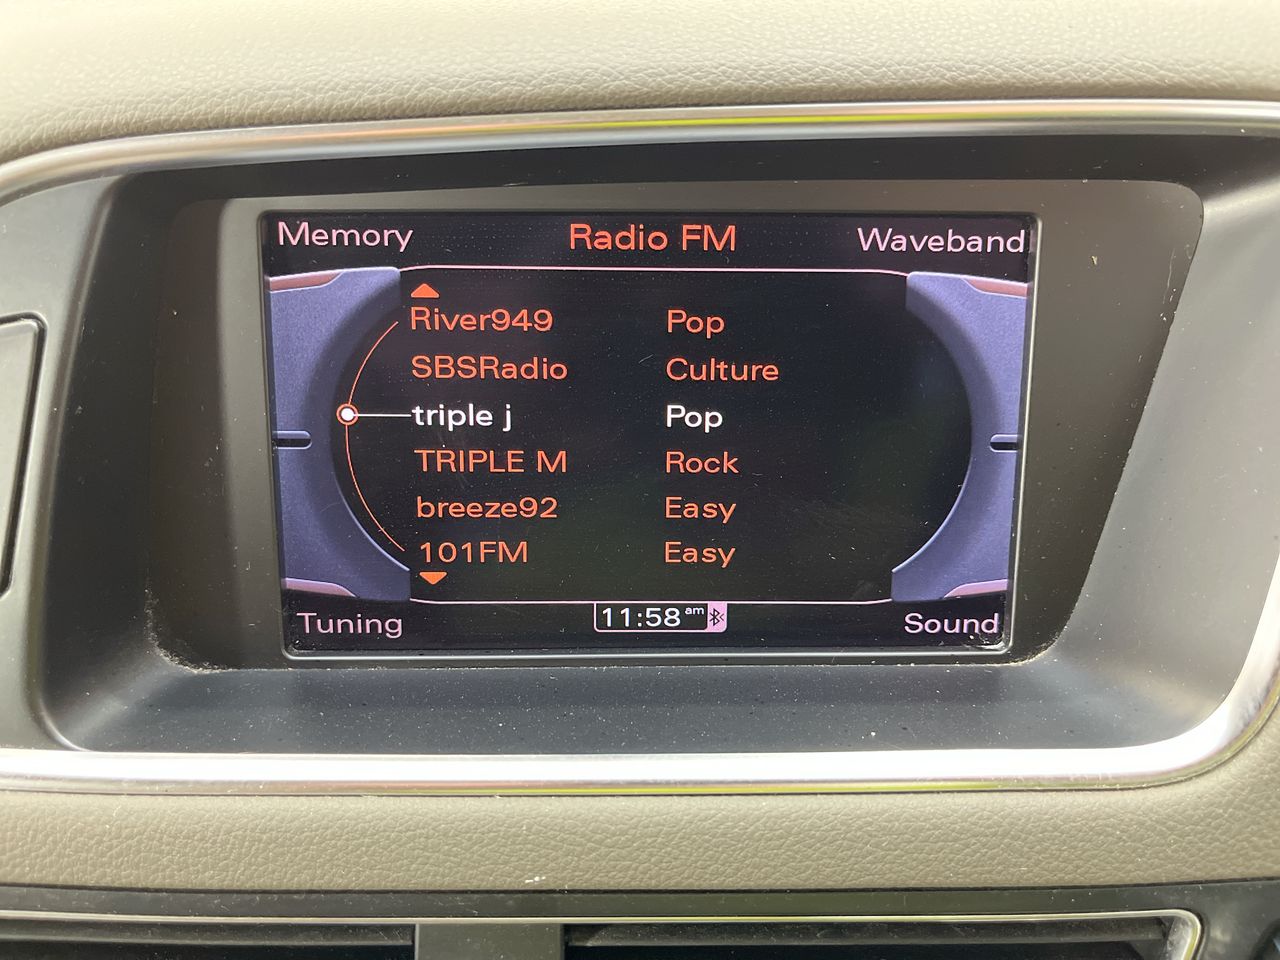 Memory Radio FM Waveband
River949 Pop
SBSRadio Culture
triple j Pop
TRIPLE M Rock
breeze92 Easy
101FM Easy
Tuning 11:58 am Sound